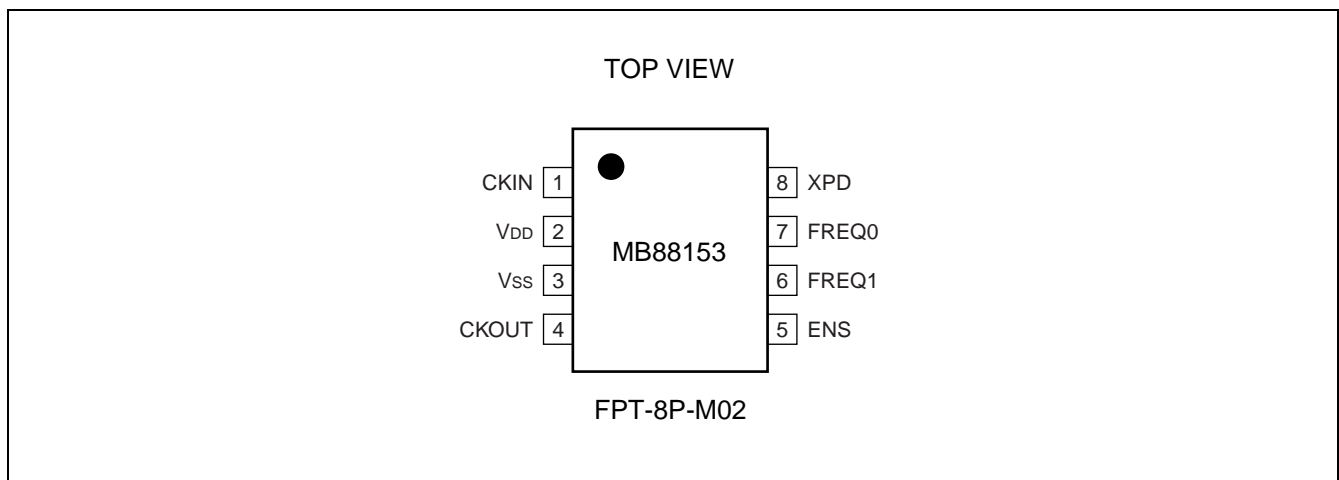 TOP VIEW
CKIN 1 8 XPD
VDD 2 7 FREQ0
MB88153
VSS 3 6 FREQ1
CKOUT 4 5 ENS
FPT-8P-M02